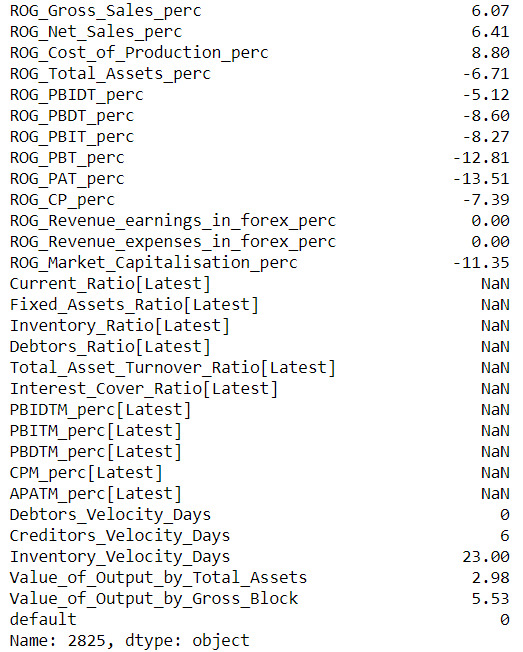 ROG_Gross_Sales_perc 6.07
ROG_Net_Sales_perc 6.41
ROG_Cost_of_Production_perc 8.80
ROG_Total_Assets_perc -6.71
ROG_PBIDT_perc -5.12
ROG_PBDT_perc -8.60
ROG_PBIT_perc -8.27
ROG_PBT_perc -12.81
ROG_PAT_perc -13.51
ROG_CP_perc -7.39
ROG_Revenue_earnings_in_forex_perc 0.00
ROG_Revenue_expenses_in_forex_perc 0.00
ROG_Market_Capitalisation_perc -11.35
Current_Ratio[Latest] NaN
Fixed_Assets_Ratio[Latest] NaN
Inventory_Ratio[Latest] NaN
Debtors_Ratio[Latest] NaN
Total_Asset_Turnover_Ratio[Latest] NaN
Interest_Cover_Ratio[Latest] NaN
PBIDTM_perc[Latest] NaN
PBITM_perc[Latest] NaN
PBDTM_perc[Latest] NaN
CPM_perc[Latest] NaN
APATM_perc[Latest] NaN
Debtors_Velocity_Days 0
Creditors_Velocity_Days 6
Inventory_Velocity_Days 23.00
Value_of_Output_by_Total_Assets 2.98
Value_of_Output_by_Gross_Block 5.53
default 0
Name: 2825, dtype: object